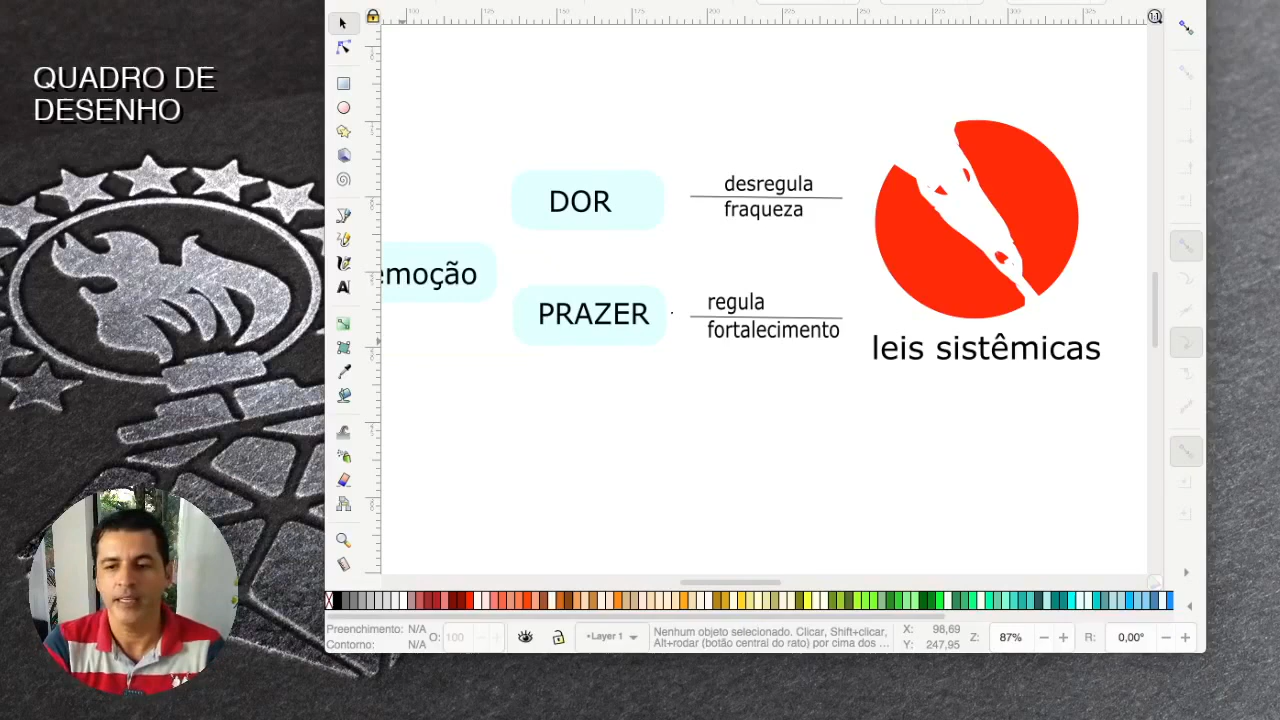 QUADRO DE
DESENHO
DOR
desregula
fraqueza
emoção
PRAZER
regula
fortalecimento
leis sistêmicas
Preenchimento: N/A
Contorno: N/A
O: 100
•Layer 1
Nenhum objeto selecionado. Clicar, Shift+clicar,
Alt+rodar (botão central do rato) por cima dos ...
X: 98,69
Y: 247,95
Z: 87%
R: 0,00°